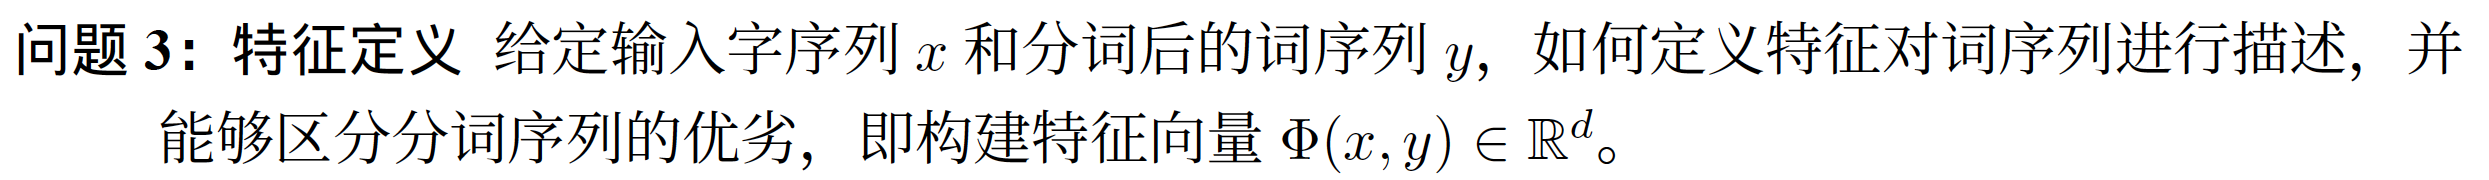 问题 3：特征定义 给定输入字序列 x 和分词后的词序列 y，如何定义特征对词序列进行描述，并
能够区分分词序列的优劣，即构建特征向量 Φ(x, y) ∈ ℝᵈ。